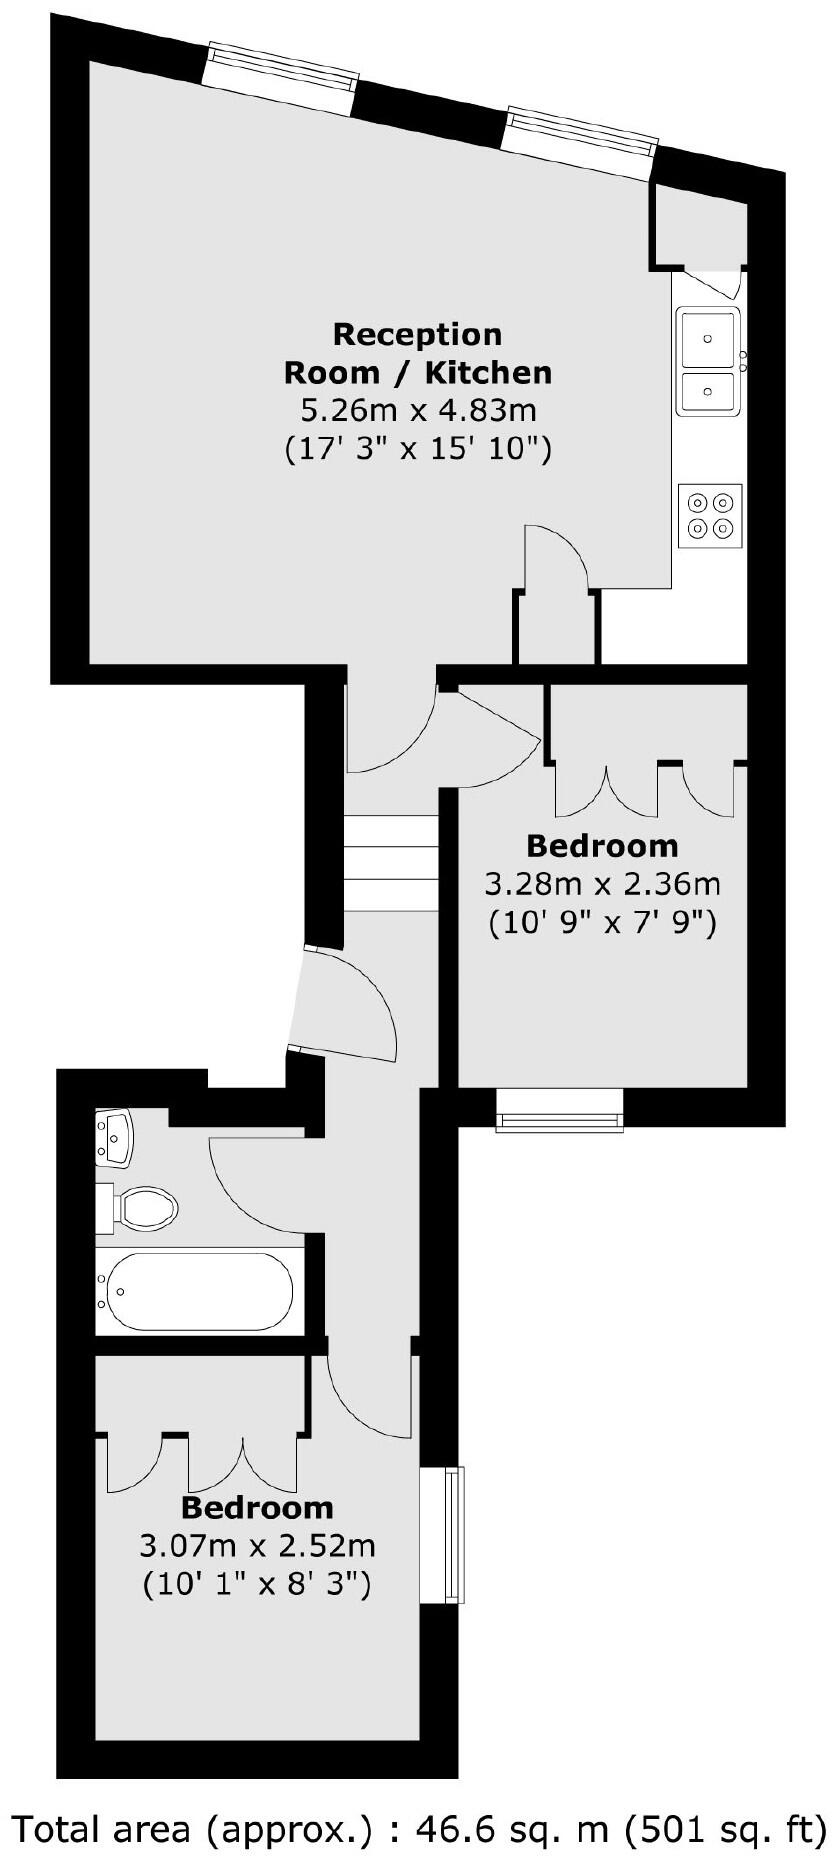 Reception
Room / Kitchen
5.26m x 4.83m
(17' 3" x 15' 10")
Bedroom
3.28m x 2.36m
(10' 9" x 7' 9")
Bedroom
3.07m x 2.52m
(10' 1" x 8' 3")
Total area (approx.) : 46.6 sq. m (501 sq. ft)